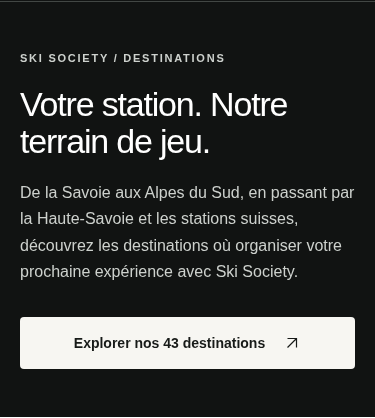 SKI SOCIETY / DESTINATIONS
Votre station. Notre
terrain de jeu.
De la Savoie aux Alpes du Sud, en passant par
la Haute-Savoie et les stations suisses,
découvrez les destinations où organiser votre
prochaine expérience avec Ski Society.
Explorer nos 43 destinations